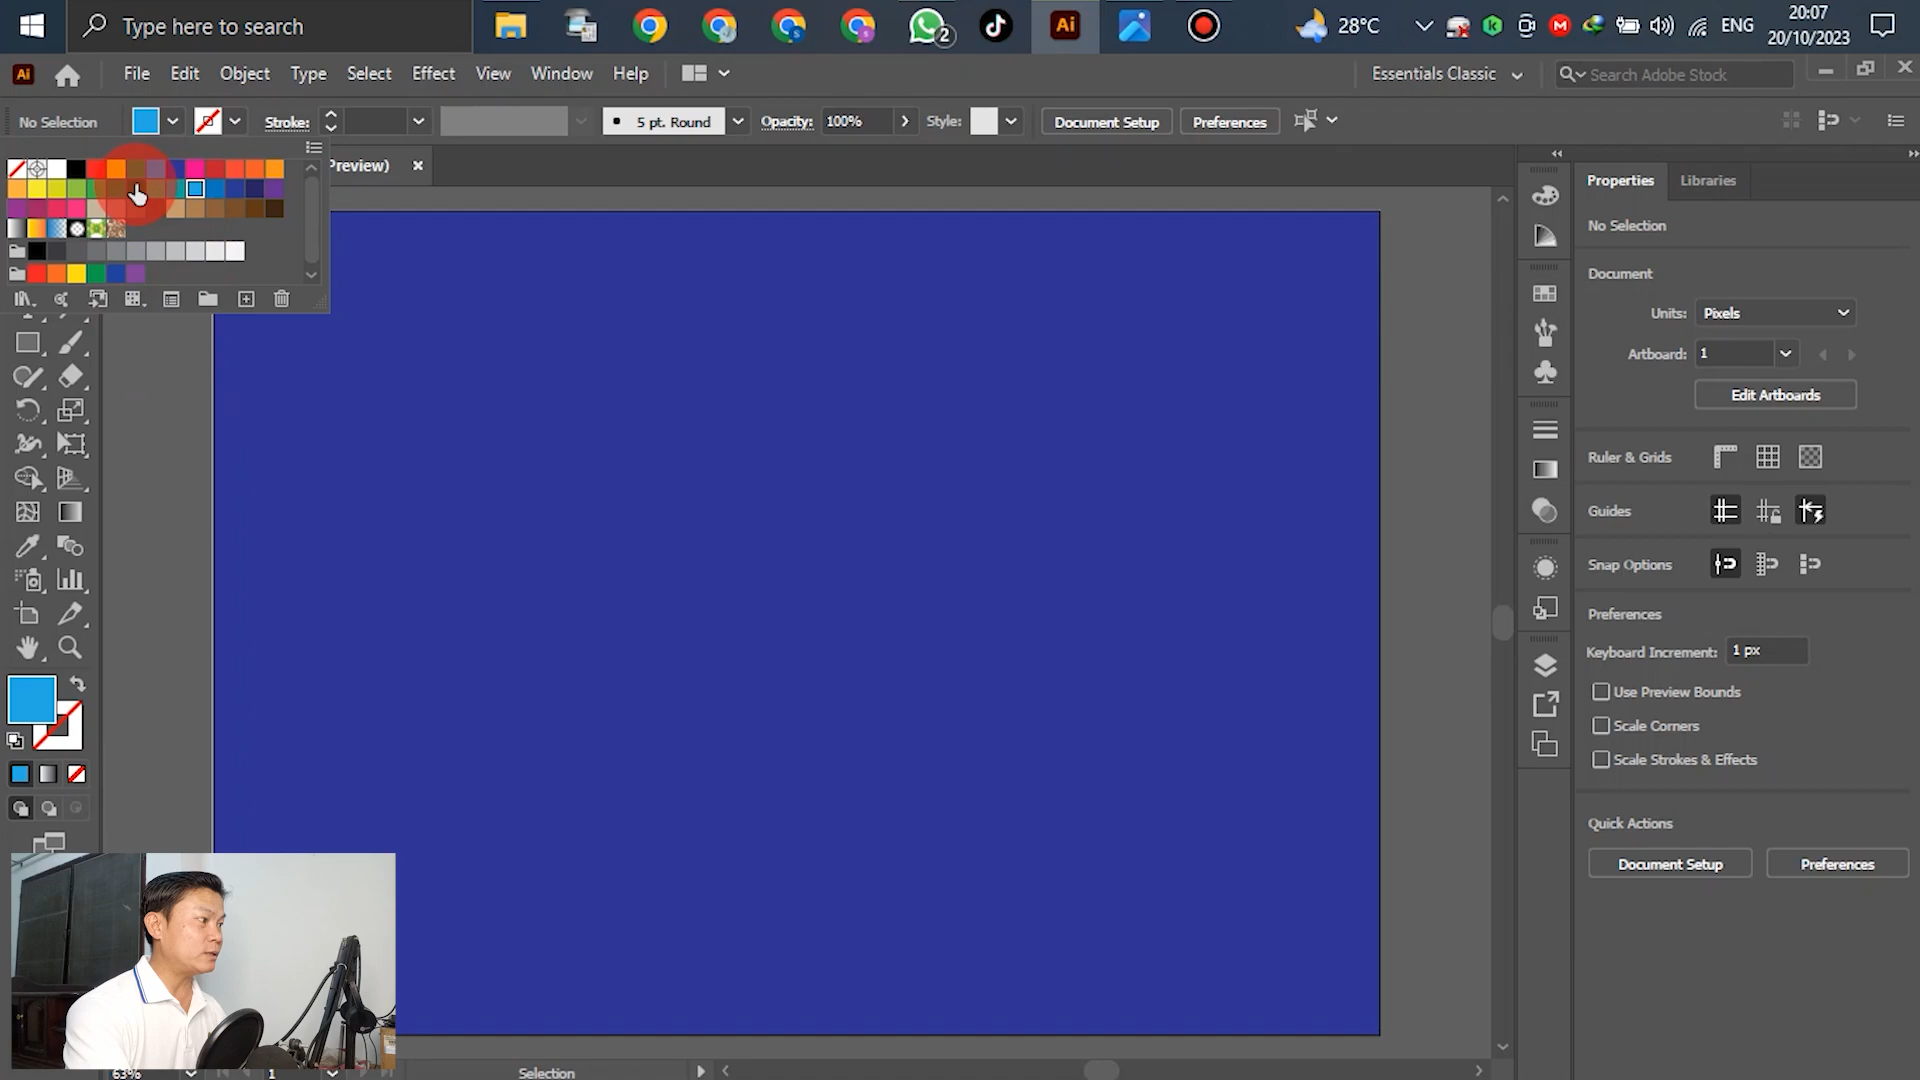 Type here to search
2
28°C
ENG
20:07
20/10/2023
Ai
File Edit Object Type Select Effect View Window Help
Essentials Classic
Search Adobe Stock
No Selection
Stroke:
5 pt. Round
Opacity: 100%
Style:
Document Setup
Preferences
Preview)
Properties
Libraries
No Selection
Document
Units: Pixels
Artboard: 1
Edit Artboards
Ruler & Grids
Guides
Snap Options
Preferences
Keyboard Increment: 1 px
Use Preview Bounds
Scale Corners
Scale Strokes & Effects
Quick Actions
Document Setup
Preferences
63%
1
Selection